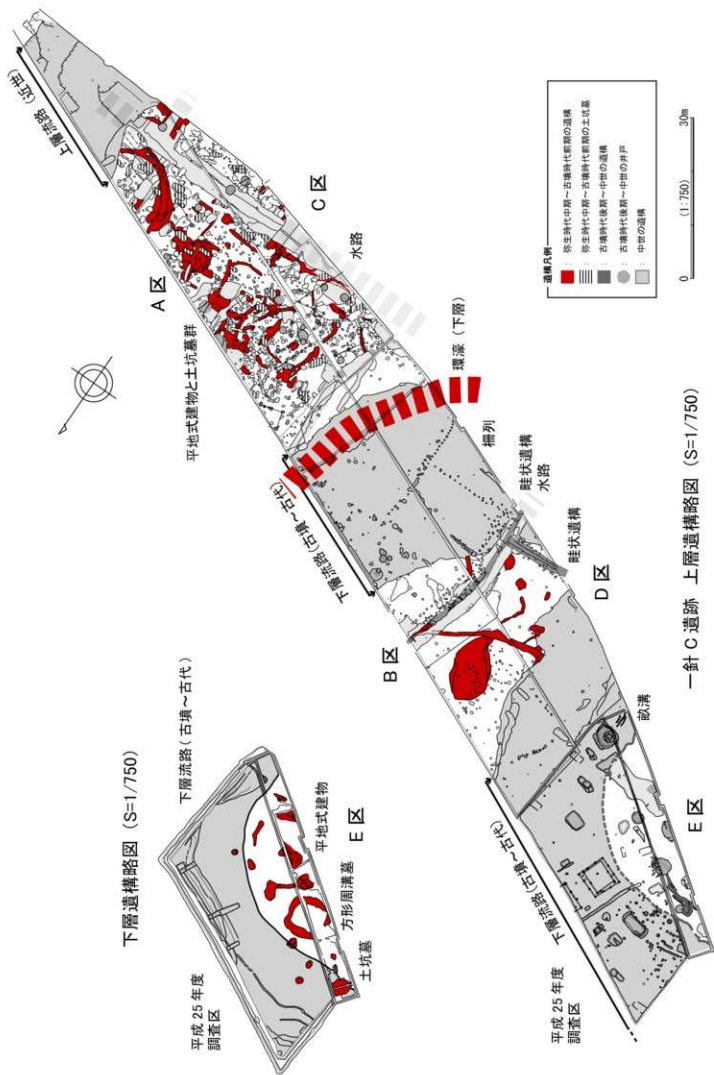 上層流路（近世）
A区
C区
水路
平地式建物と土坑墓群
環濠（下層）
下層流路（古墳～古代）
柵列
畦状遺構
水路
畦状遺構
B区
D区
畝溝
E区
下層流路（古墳～古代）
平成25年度
調査区
一針C遺跡　上層遺構略図（S=1/750）
遺構凡例
：弥生時代中期～古墳時代前期の遺構
：弥生時代中期～古墳時代前期の土坑墓
：古墳時代後期～中世の遺構
：古墳時代後期～中世の井戸
：中世の遺構
0
(1:750)
30m
下層遺構略図（S=1/750）
下層流路（古墳～古代）
平地式建物
E区
方形周溝墓
土坑墓
平成25年度
調査区